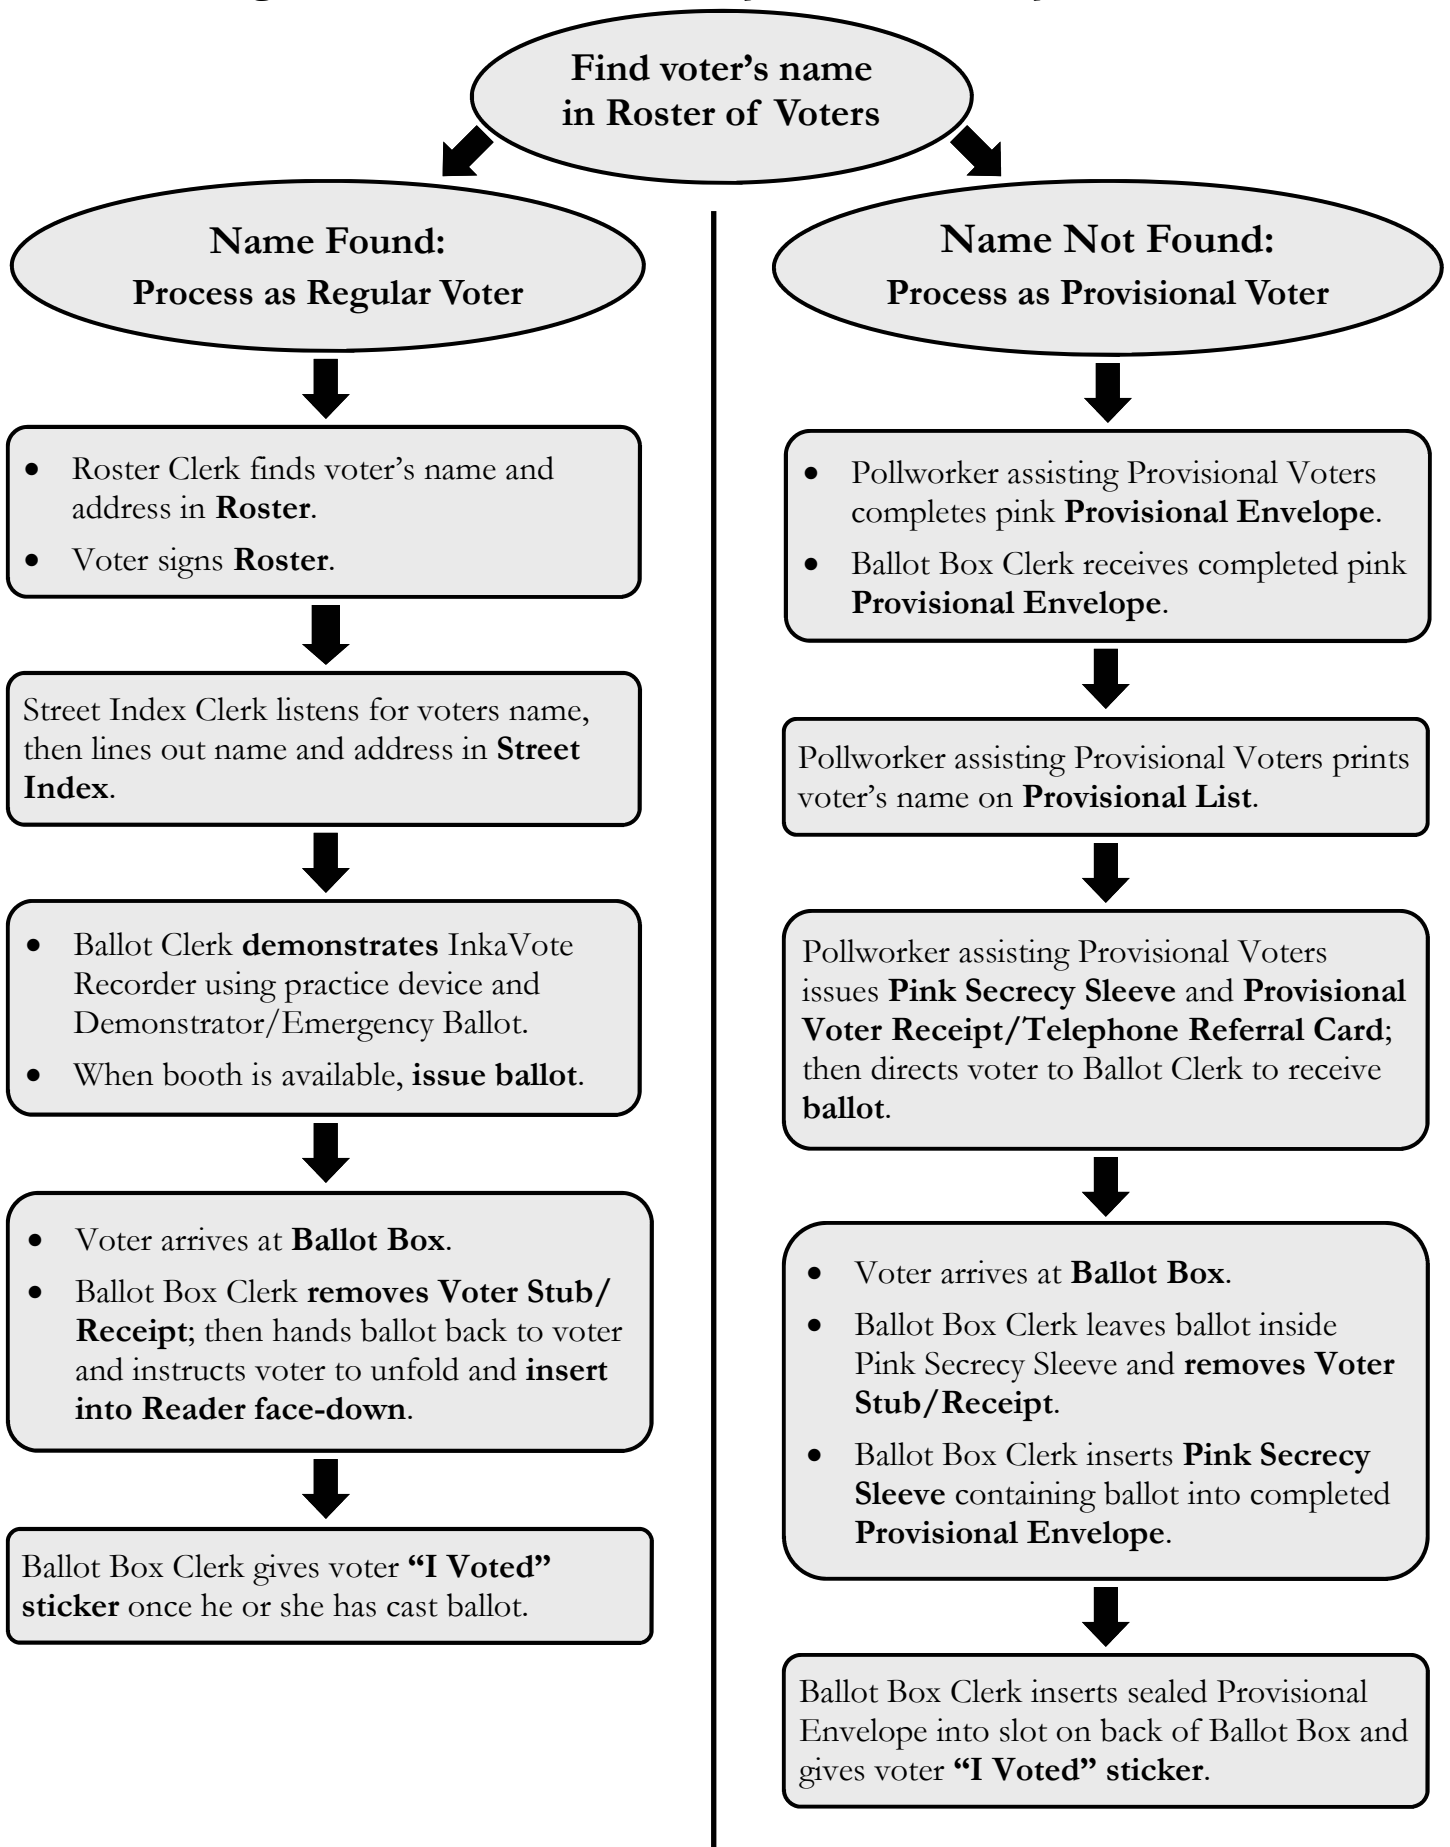 Find voter’s name
in Roster of Voters
Name Found:
Process as Regular Voter
• Roster Clerk finds voter’s name and
address in Roster.
• Voter signs Roster.
Street Index Clerk listens for voters name,
then lines out name and address in Street
Index.
• Ballot Clerk demonstrates InkaVote
Recorder using practice device and
Demonstrator/Emergency Ballot.
• When booth is available, issue ballot.
• Voter arrives at Ballot Box.
• Ballot Box Clerk removes Voter Stub/
Receipt; then hands ballot back to voter
and instructs voter to unfold and insert
into Reader face-down.
Ballot Box Clerk gives voter “I Voted”
sticker once he or she has cast ballot.
Name Not Found:
Process as Provisional Voter
• Pollworker assisting Provisional Voters
completes pink Provisional Envelope.
• Ballot Box Clerk receives completed pink
Provisional Envelope.
Pollworker assisting Provisional Voters prints
voter’s name on Provisional List.
Pollworker assisting Provisional Voters
issues Pink Secrecy Sleeve and Provisional
Voter Receipt/Telephone Referral Card;
then directs voter to Ballot Clerk to receive
ballot.
• Voter arrives at Ballot Box.
• Ballot Box Clerk leaves ballot inside
Pink Secrecy Sleeve and removes Voter
Stub/Receipt.
• Ballot Box Clerk inserts Pink Secrecy
Sleeve containing ballot into completed
Provisional Envelope.
Ballot Box Clerk inserts sealed Provisional
Envelope into slot on back of Ballot Box and
gives voter “I Voted” sticker.